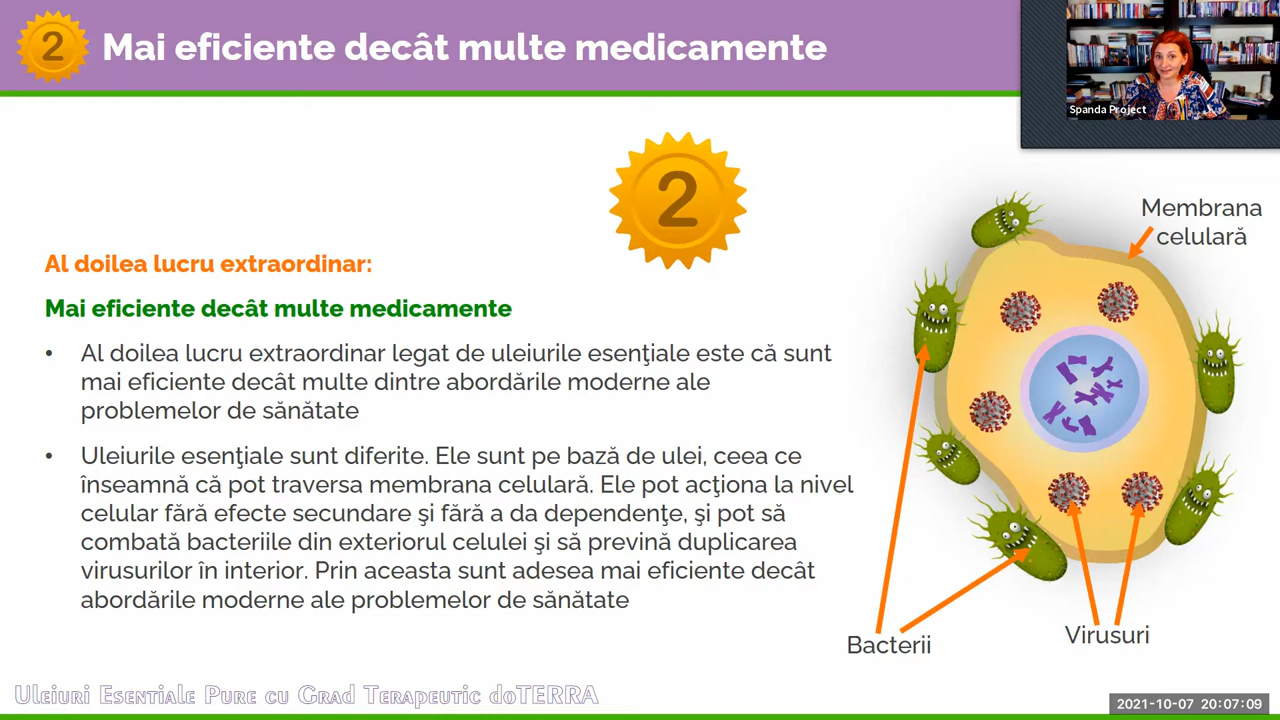 2
Mai eficiente decât multe medicamente
Spanda Project
2
Membrana
celulară
Al doilea lucru extraordinar:
Mai eficiente decât multe medicamente
• Al doilea lucru extraordinar legat de uleiurile esenţiale este că sunt
mai eficiente decât multe dintre abordările moderne ale
problemelor de sănătate
• Uleiurile esenţiale sunt diferite. Ele sunt pe bază de ulei, ceea ce
înseamnă că pot traversa membrana celulară. Ele pot acţiona la nivel
celular fără efecte secundare şi fără a da dependenţe, şi pot să
combată bacteriile din exteriorul celulei şi să prevină duplicarea
virusurilor în interior. Prin aceasta sunt adesea mai eficiente decât
abordările moderne ale problemelor de sănătate
Bacterii
Virusuri
Uleiuri Esentiale Pure cu Grad Terapeutic doTERRA
2021-10-07 20:07:09